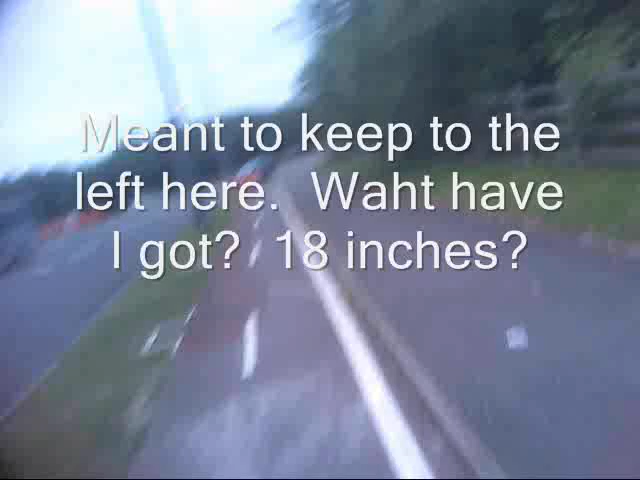 Meant to keep to the
left here.  Waht have
I got?  18 inches?